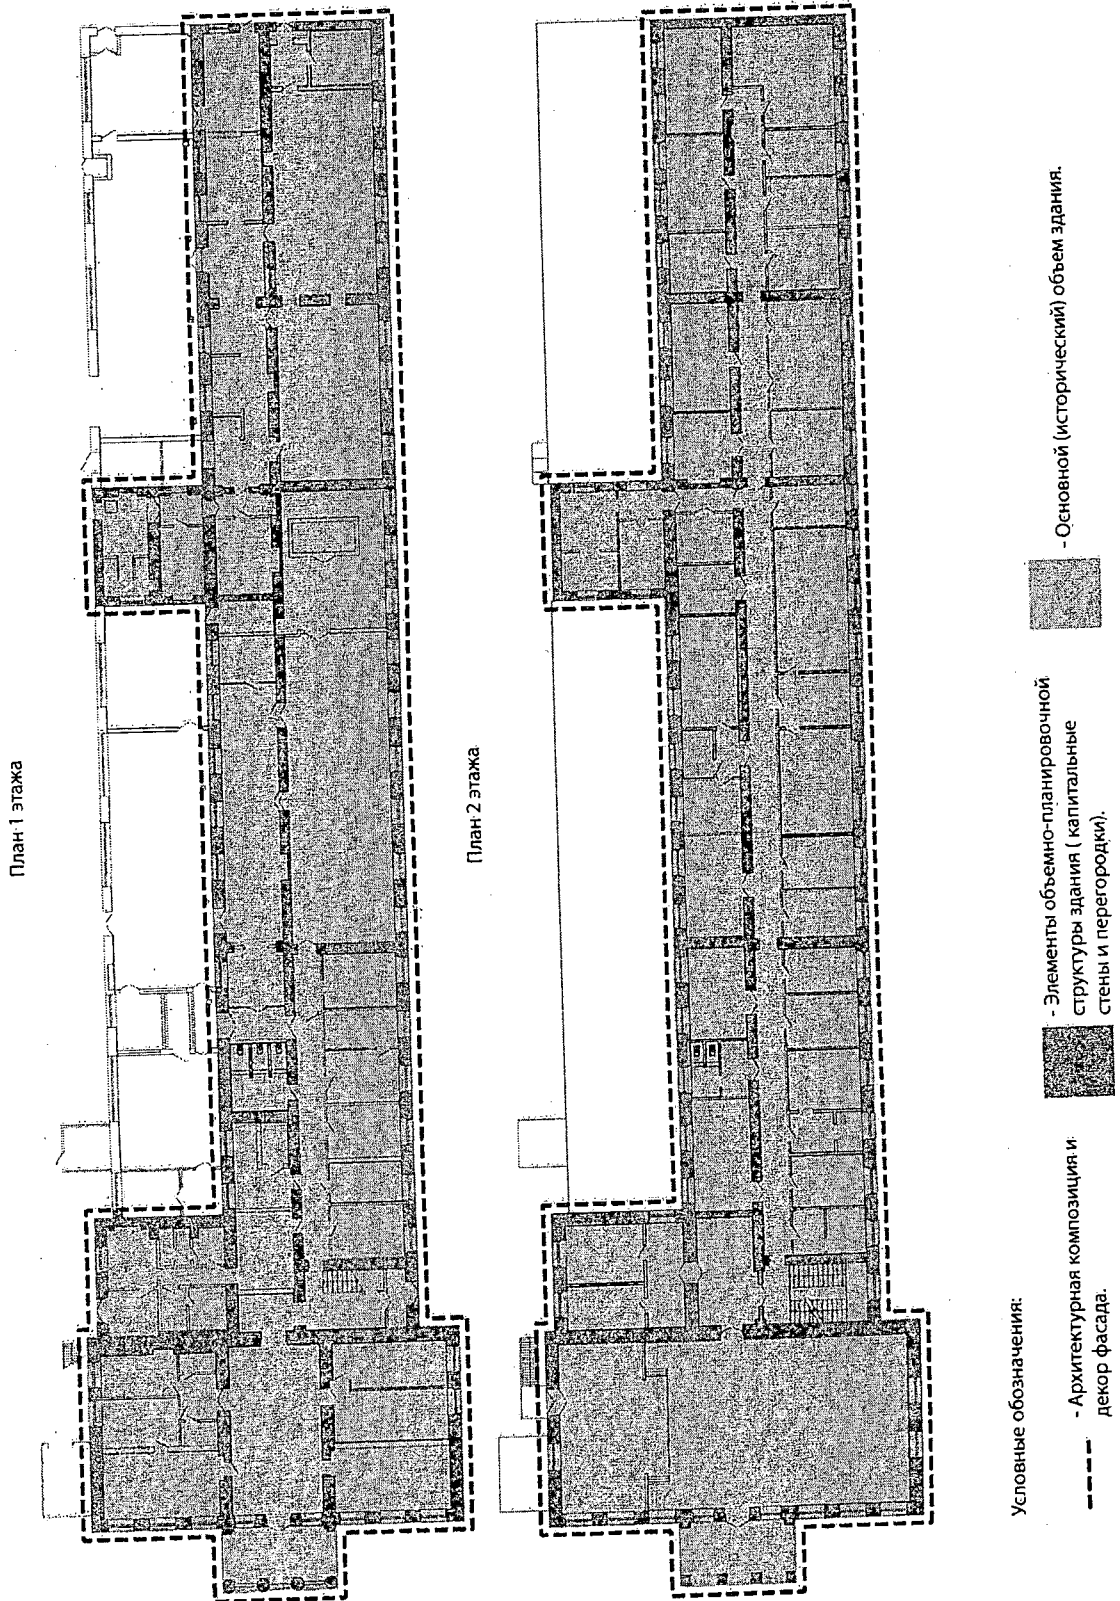 План 1 этажа
План 2 этажа
Условные обозначения:
- Архитектурная композиция и
декор фасада.
- Элементы объемно-планировочной
структуры здания ( капитальные
стены и перегородки).
- Основной (исторический) объем здания.